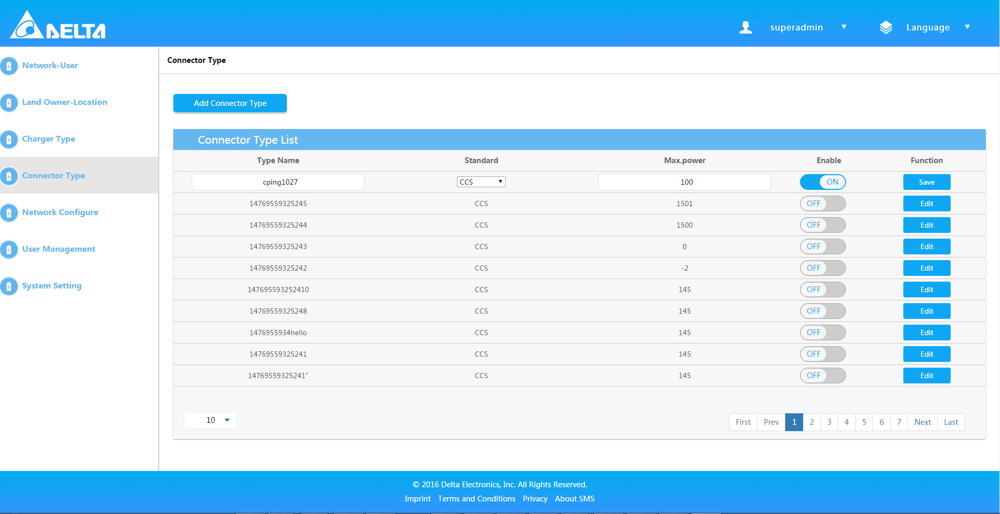 DELTA
superadmin
Language
Network-User
Land Owner-Location
Charger Type
Connector Type
Network Configure
User Management
System Setting
Connector Type
Add Connector Type
Connector Type List
Type Name Standard Max.power Enable Function
cping1027 CCS 100 ON Save
14769559325245 CCS 1501 OFF Edit
14769559325244 CCS 1500 OFF Edit
14769559325243 CCS 0 OFF Edit
14769559325242 CCS -2 OFF Edit
147695593252410 CCS 145 OFF Edit
14769559325248 CCS 145 OFF Edit
1476955934hello CCS 145 OFF Edit
14769559325241 CCS 145 OFF Edit
14769559325241" CCS 145 OFF Edit
10
First Prev 1 2 3 4 5 6 7 Next Last
© 2016 Delta Electronics, Inc. All Rights Reserved.
Imprint Terms and Conditions Privacy About SMS